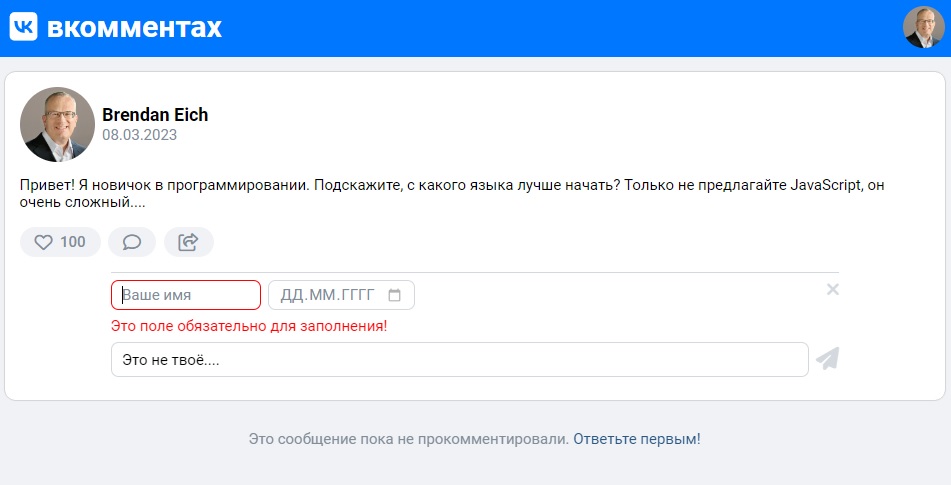 вкомментах
Brendan Eich
08.03.2023
Привет! Я новичок в программировании. Подскажите, с какого языка лучше начать? Только не предлагайте JavaScript, он
очень сложный....
100
Ваше имя
ДД.ММ.ГГГГ
Это поле обязательно для заполнения!
Это не твоё....
Это сообщение пока не прокомментировали. Ответьте первым!